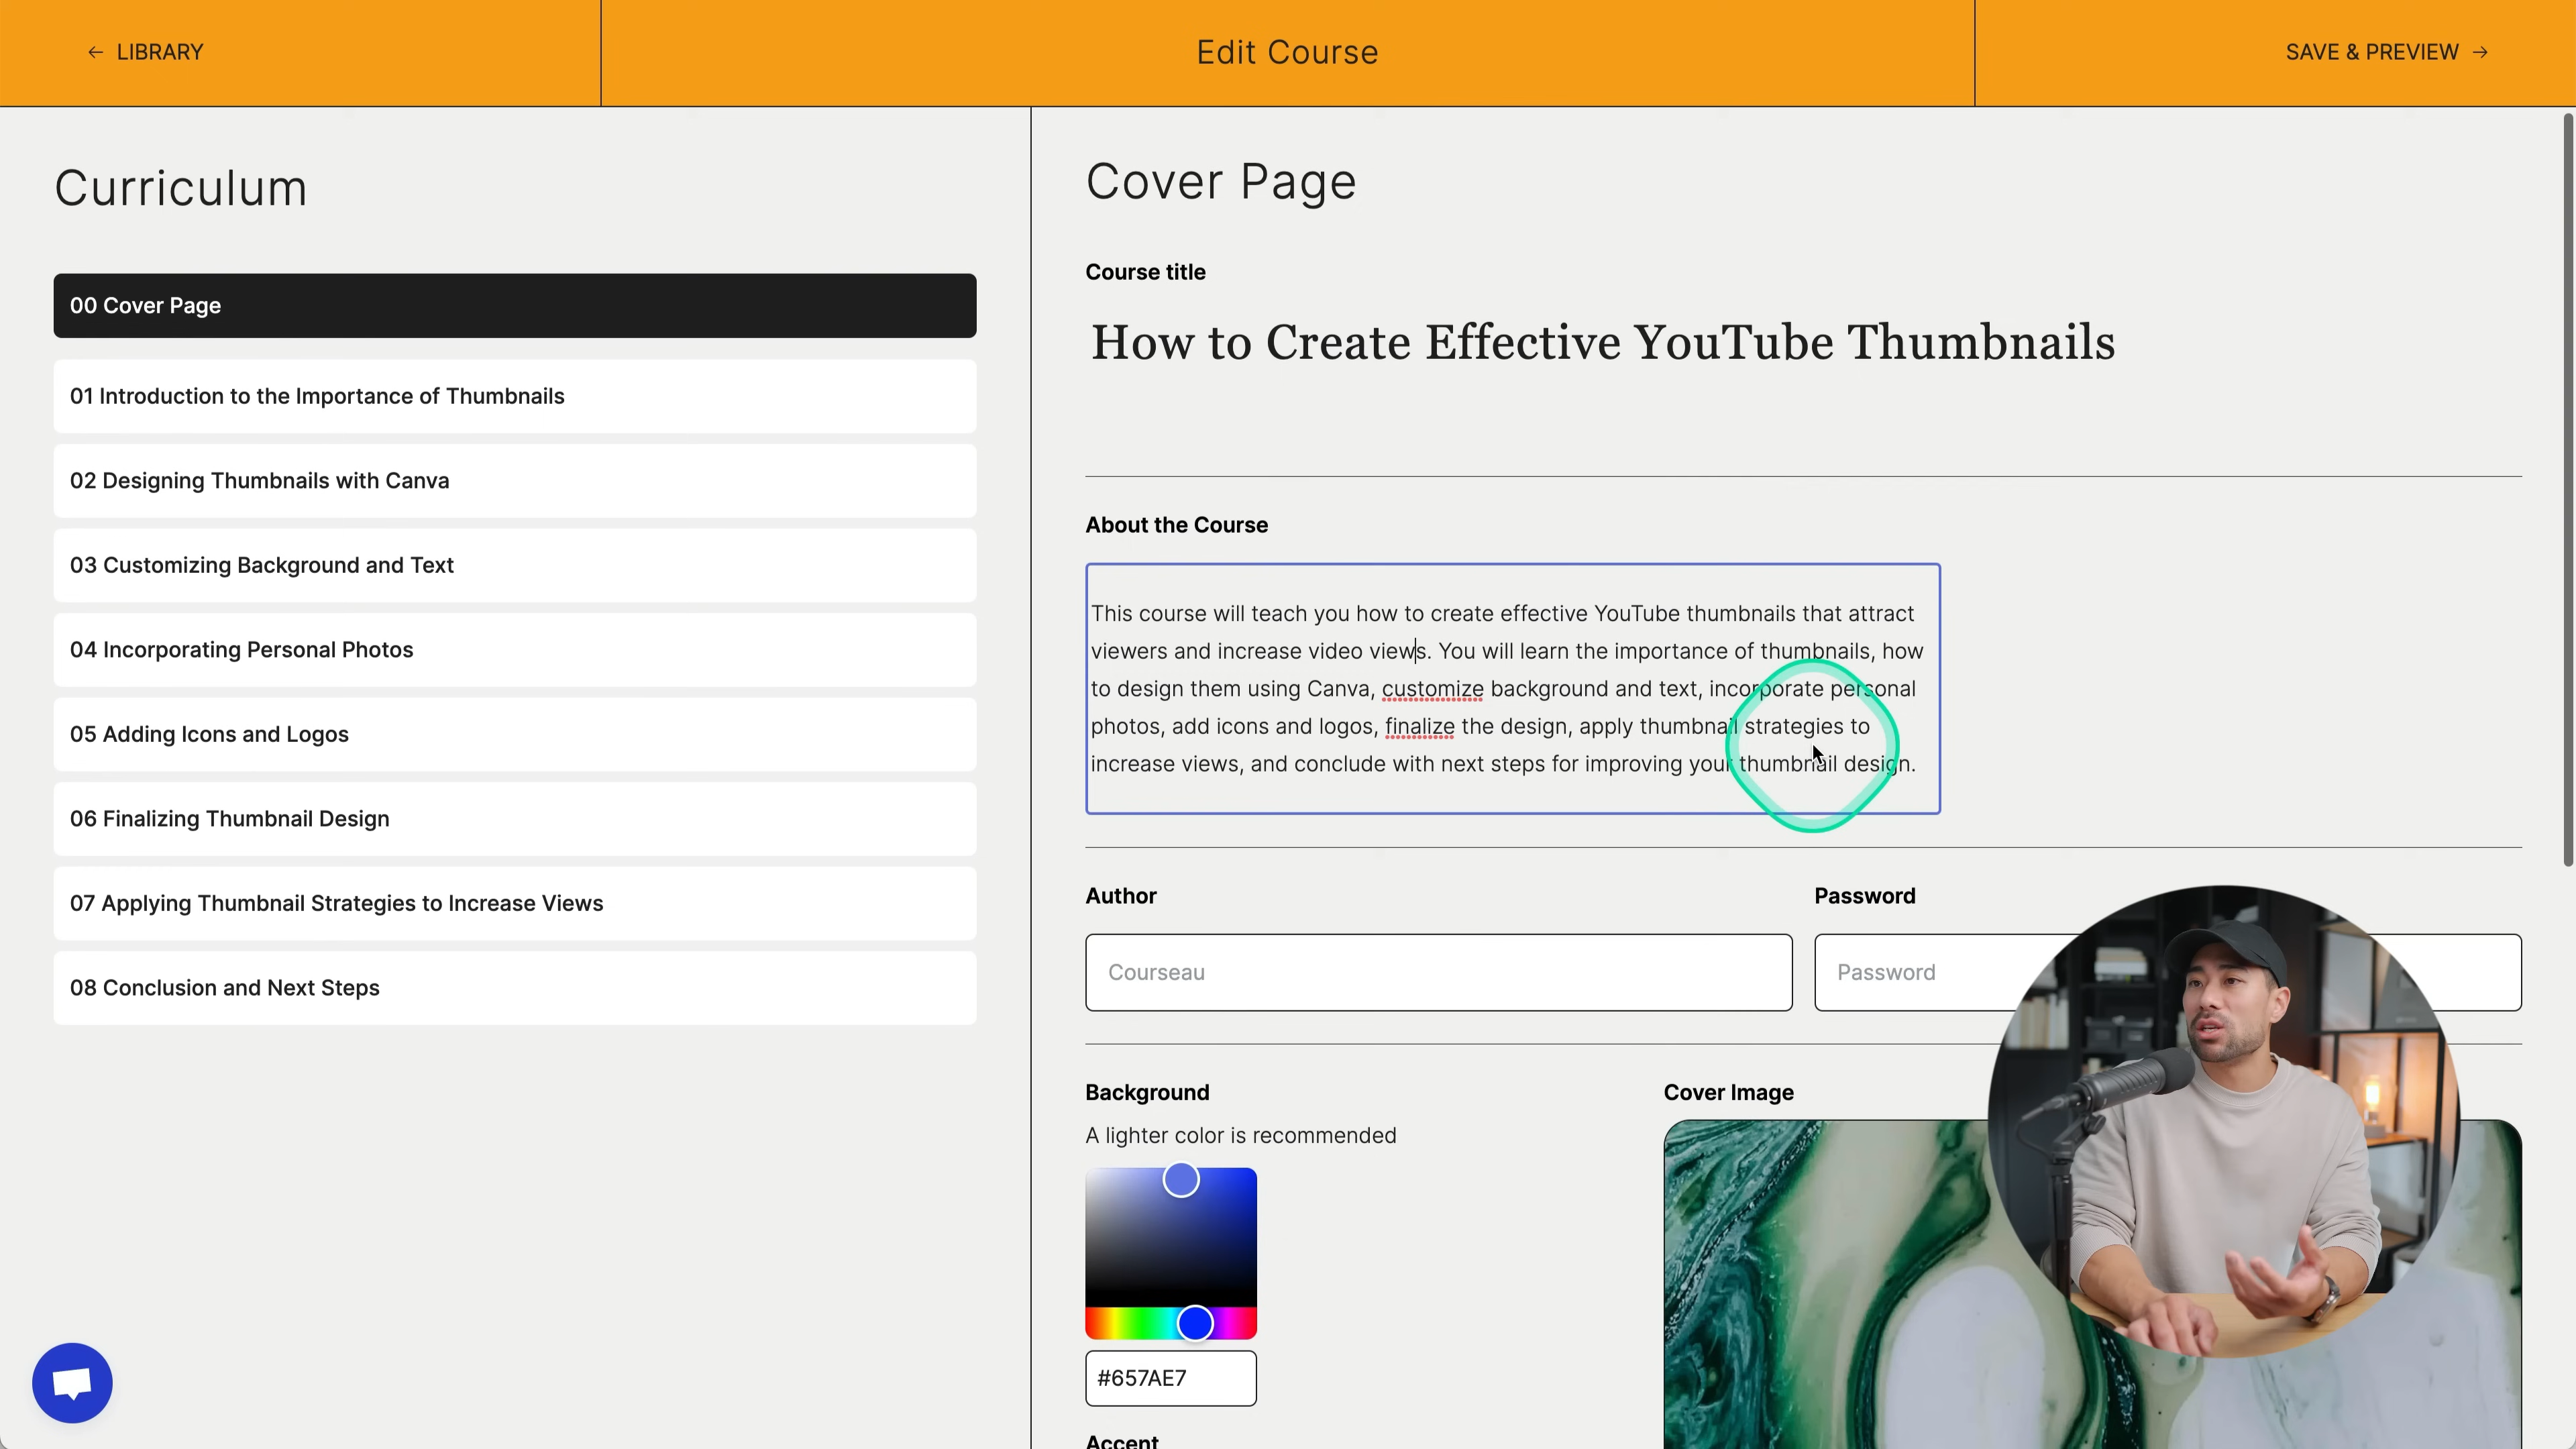 ← LIBRARY
Edit Course
SAVE & PREVIEW →
Curriculum
00 Cover Page
01 Introduction to the Importance of Thumbnails
02 Designing Thumbnails with Canva
03 Customizing Background and Text
04 Incorporating Personal Photos
05 Adding Icons and Logos
06 Finalizing Thumbnail Design
07 Applying Thumbnail Strategies to Increase Views
08 Conclusion and Next Steps
Cover Page
Course title
How to Create Effective YouTube Thumbnails
About the Course
This course will teach you how to create effective YouTube thumbnails that attract
viewers and increase video views. You will learn the importance of thumbnails, how
to design them using Canva, customize background and text, incorporate personal
photos, add icons and logos, finalize the design, apply thumbnail strategies to
increase views, and conclude with next steps for improving your thumbnail design.
Author
Password
Courseau
Password
Background
Cover Image
A lighter color is recommended
#657AE7
Accent